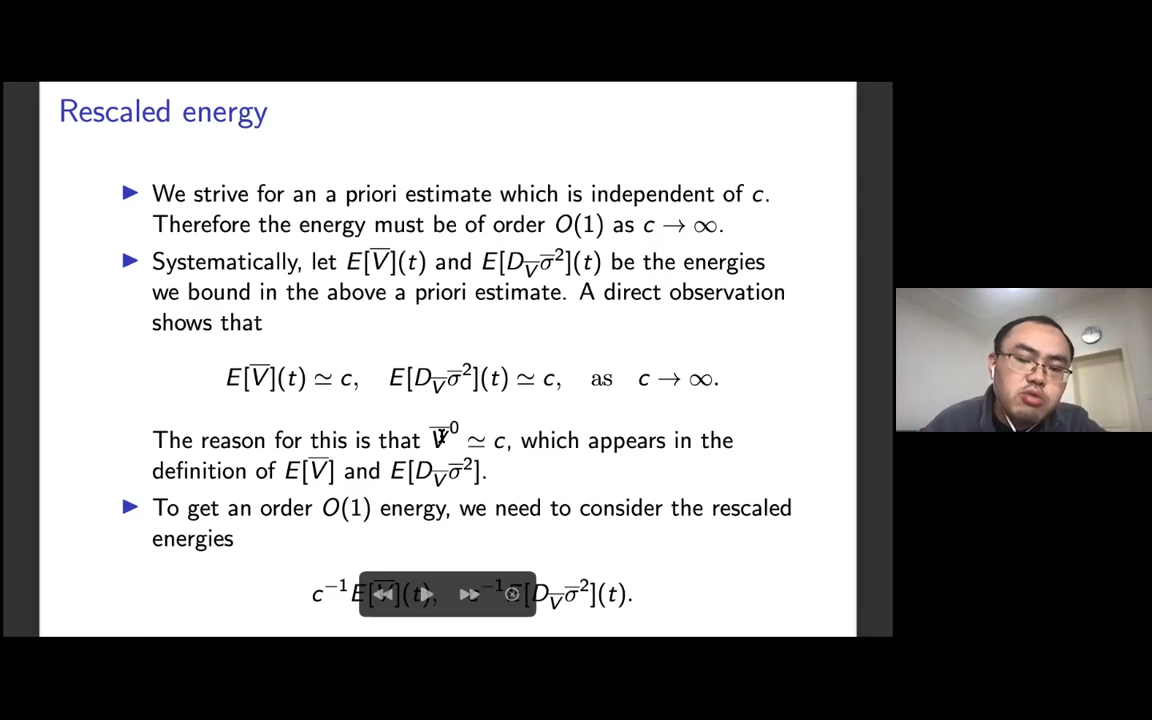 Rescaled energy
▶ We strive for an a priori estimate which is independent of c.
Therefore the energy must be of order O(1) as c → ∞.
▶ Systematically, let E[V̅](t) and E[D_V̅ σ̅²](t) be the energies
we bound in the above a priori estimate. A direct observation
shows that
E[V̅](t) ≃ c, E[D_V̅ σ̅²](t) ≃ c, as c → ∞.
The reason for this is that V̅⁰ ≃ c, which appears in the
definition of E[V̅] and E[D_V̅ σ̅²].
▶ To get an order O(1) energy, we need to consider the rescaled
energies
c⁻¹E[V̅](t), c⁻¹E[D_V̅ σ̅²](t).